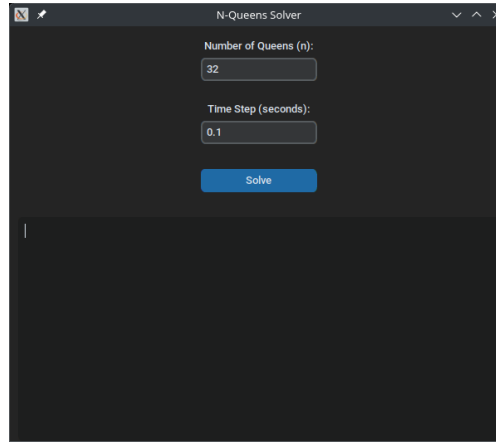 N-Queens Solver
Number of Queens (n):
32
Time Step (seconds):
0.1
Solve